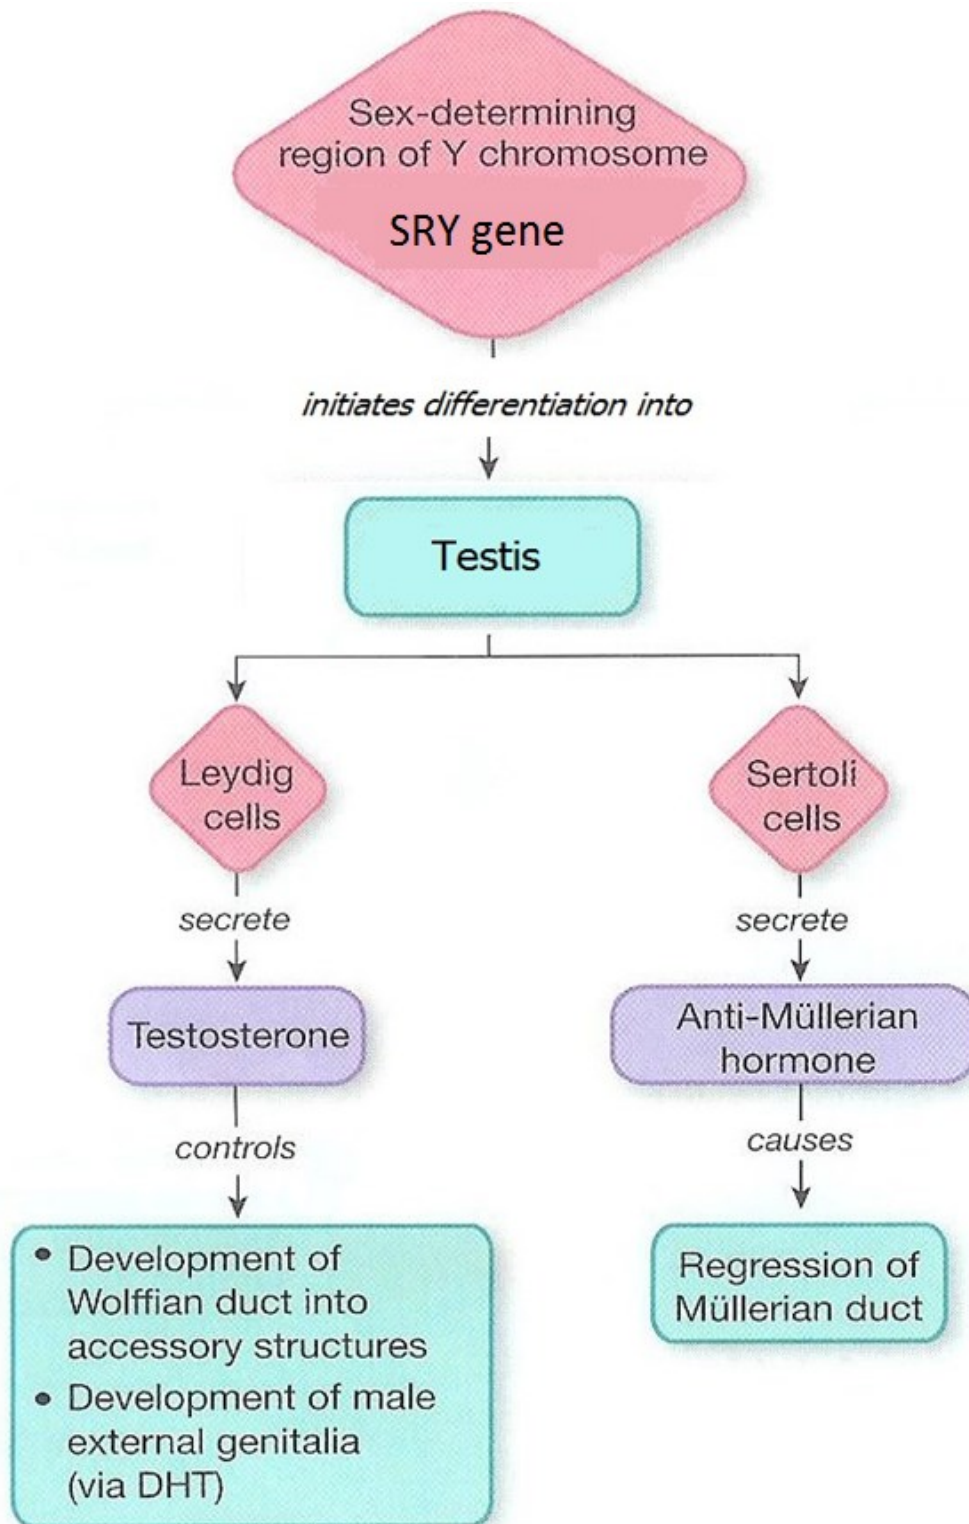 Sex-determining
region of Y chromosome
SRY gene
initiates differentiation into
Testis
Leydig
cells
Sertoli
cells
secrete
secrete
Testosterone
Anti-Müllerian
hormone
controls
causes
• Development of
Wolffian duct into
accessory structures
• Development of male
external genitalia
(via DHT)
Regression of
Müllerian duct